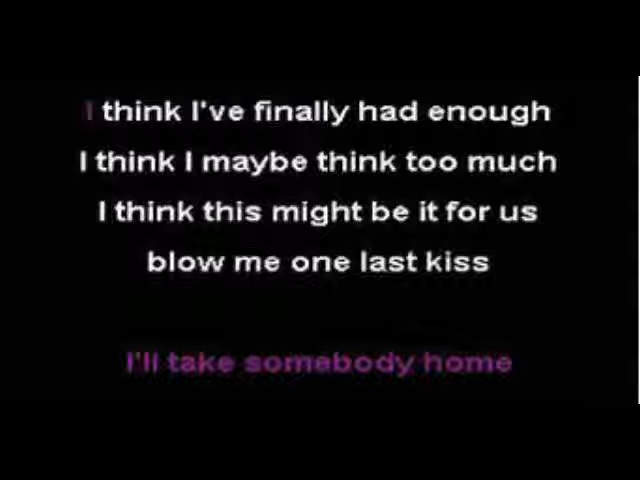 I think I've finally had enough
I think I maybe think too much
I think this might be it for us
blow me one last kiss
I'll take somebody home